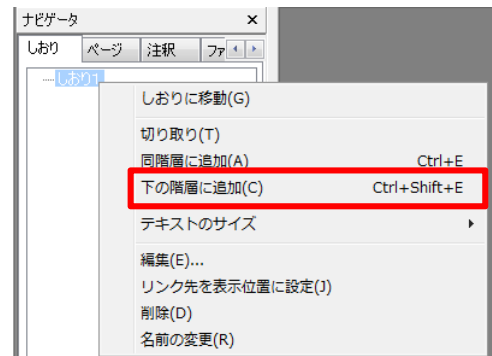 ナビゲータ ×
しおり ページ 注釈 ファ
しおり1
しおりに移動(G)
切り取り(T)
同階層に追加(A) Ctrl+E
下の階層に追加(C) Ctrl+Shift+E
テキストのサイズ
編集(E)...
リンク先を表示位置に設定(J)
削除(D)
名前の変更(R)